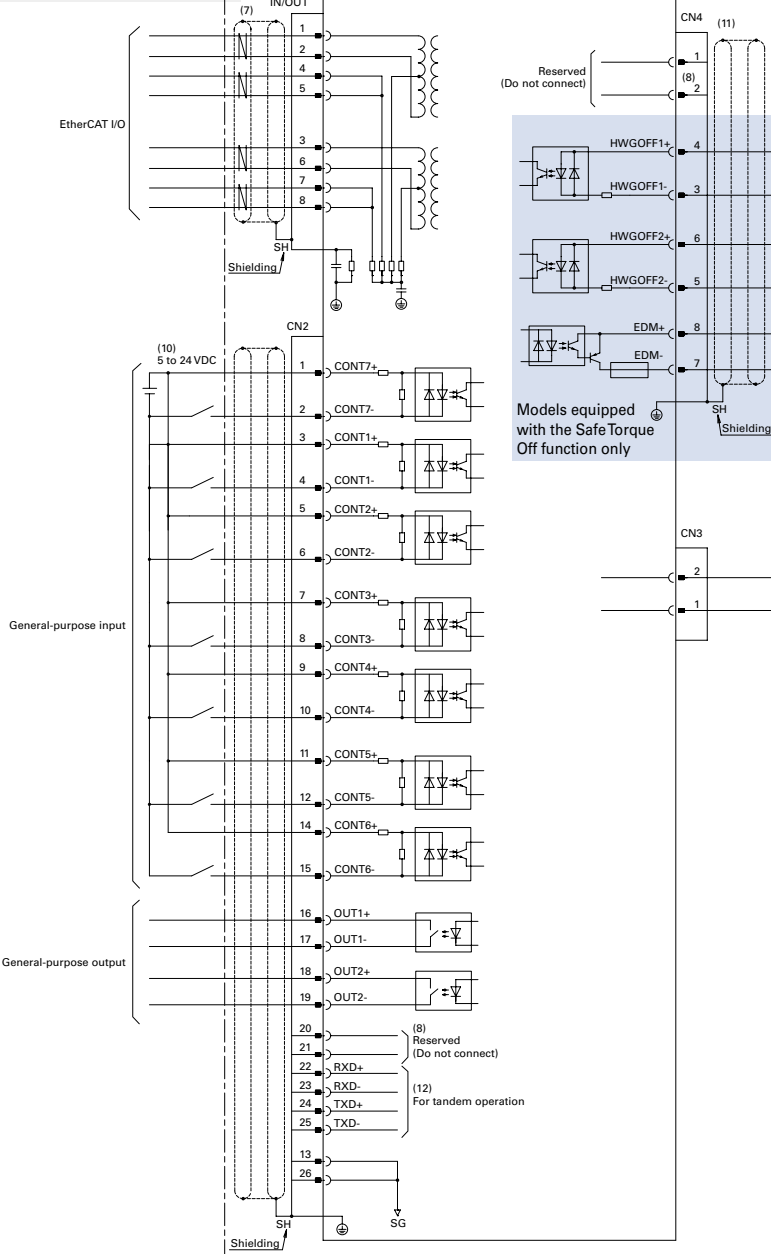 IN/OUT
(7)
1
2
4
5
EtherCAT I/O
3
6
7
8
SH
Shielding
CN2
(10)
5 to 24 VDC
1
CONT7+
2
CONT7-
3
CONT1+
4
CONT1-
5
CONT2+
6
CONT2-
7
CONT3+
General-purpose input
8
CONT3-
9
CONT4+
10
CONT4-
11
CONT5+
12
CONT5-
14
CONT6+
15
CONT6-
16
OUT1+
17
OUT1-
General-purpose output
18
OUT2+
19
OUT2-
20
21
(8)
Reserved
(Do not connect)
22
RXD+
23
RXD-
24
TXD+
25
TXD-
(12)
For tandem operation
13
26
SG
SH
Shielding
CN4
(11)
Reserved
(Do not connect)
1
(8)
2
HWGOFF1+
4
HWGOFF1-
3
HWGOFF2+
6
HWGOFF2-
5
EDM+
8
EDM-
7
SH
Shielding
Models equipped
with the Safe Torque
Off function only
CN3
2
1